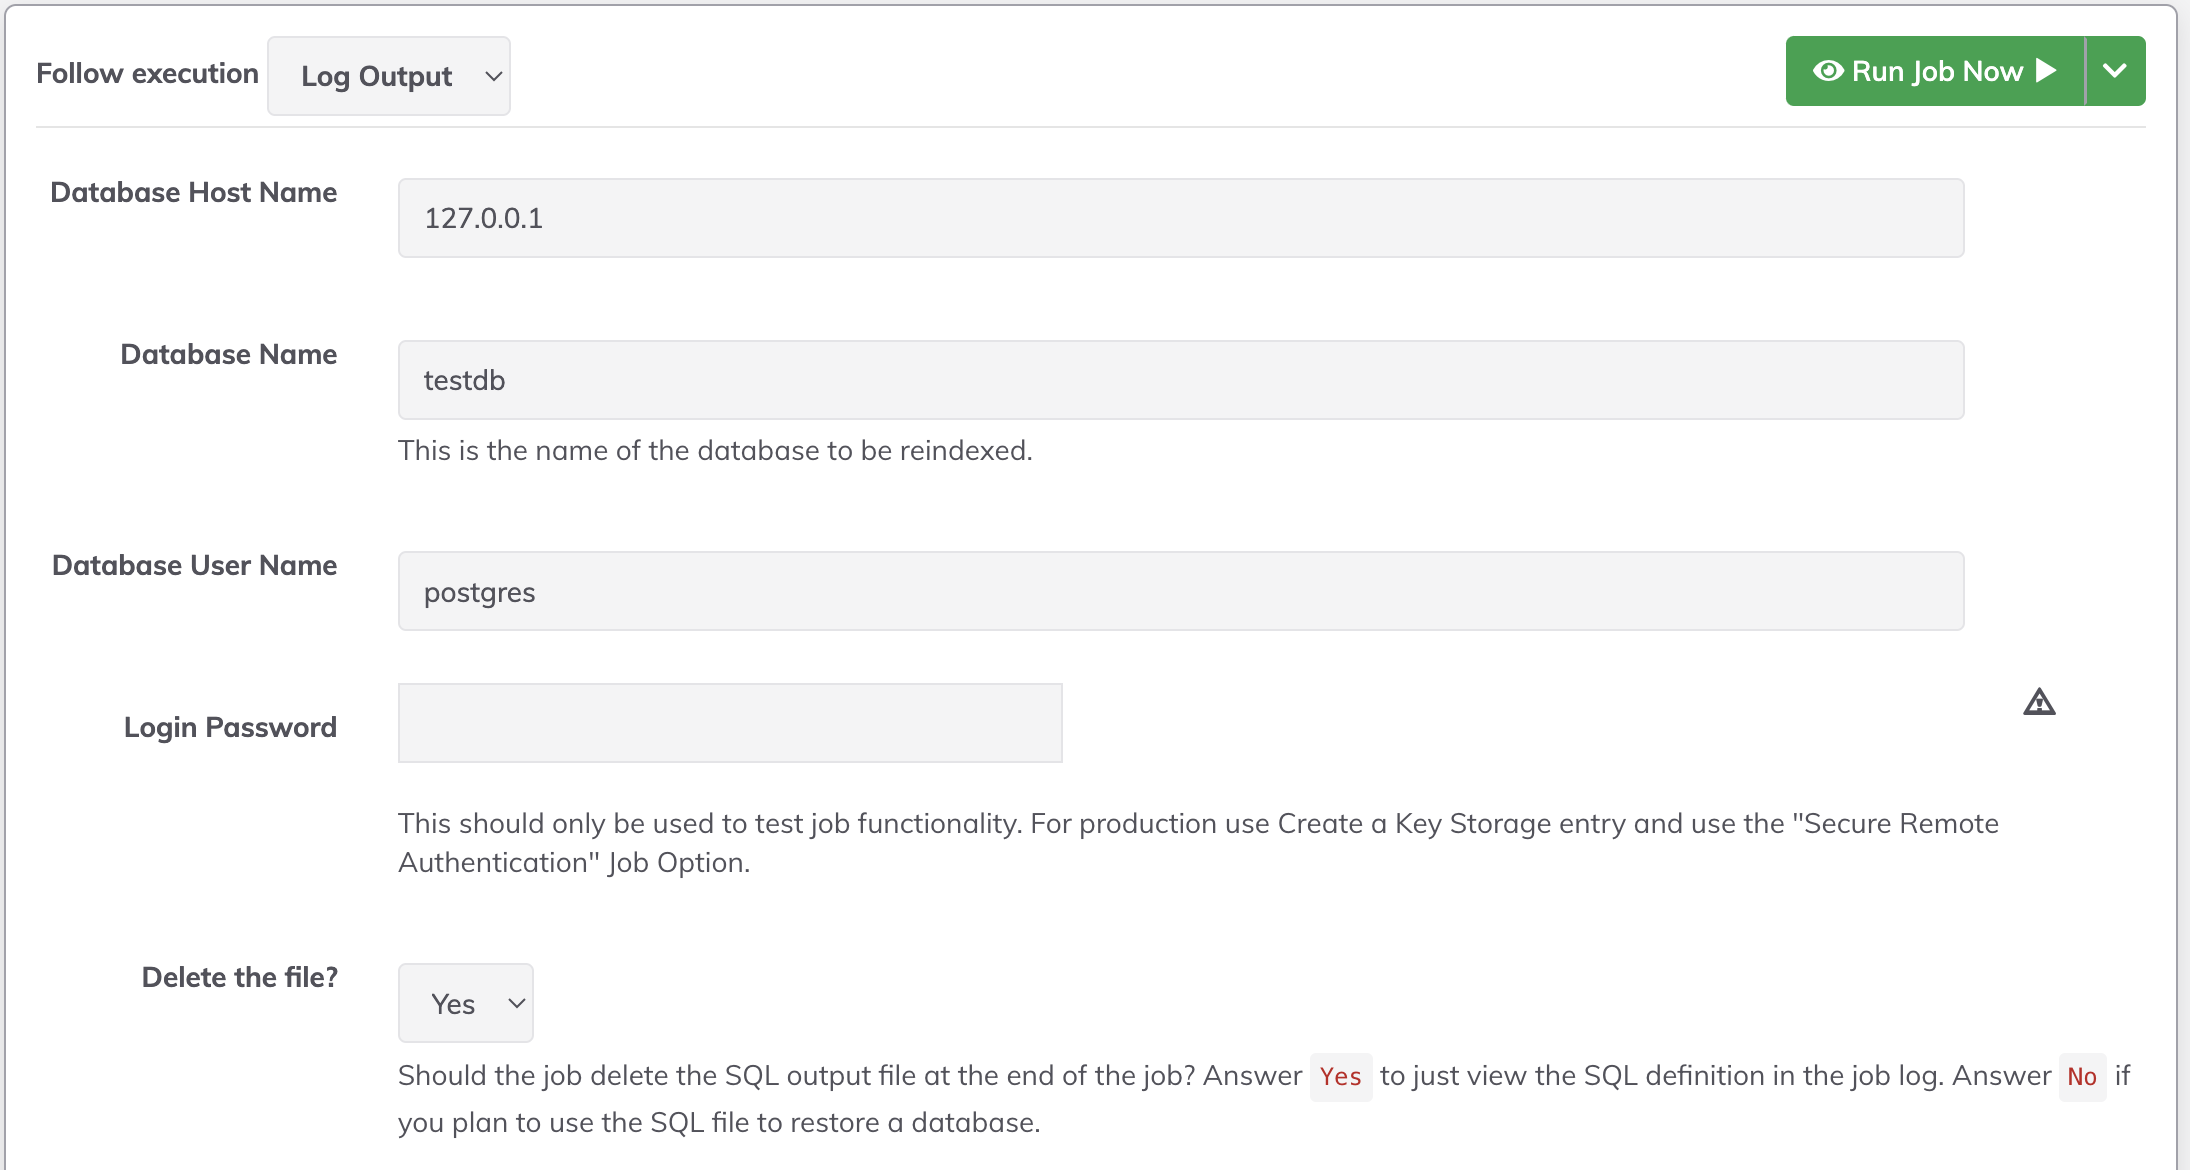 Follow execution Log Output Run Job Now
Database Host Name 127.0.0.1
Database Name testdb
This is the name of the database to be reindexed.
Database User Name postgres
Login Password
This should only be used to test job functionality. For production use Create a Key Storage entry and use the "Secure Remote
Authentication" Job Option.
Delete the file? Yes
Should the job delete the SQL output file at the end of the job? Answer Yes to just view the SQL definition in the job log. Answer No if
you plan to use the SQL file to restore a database.